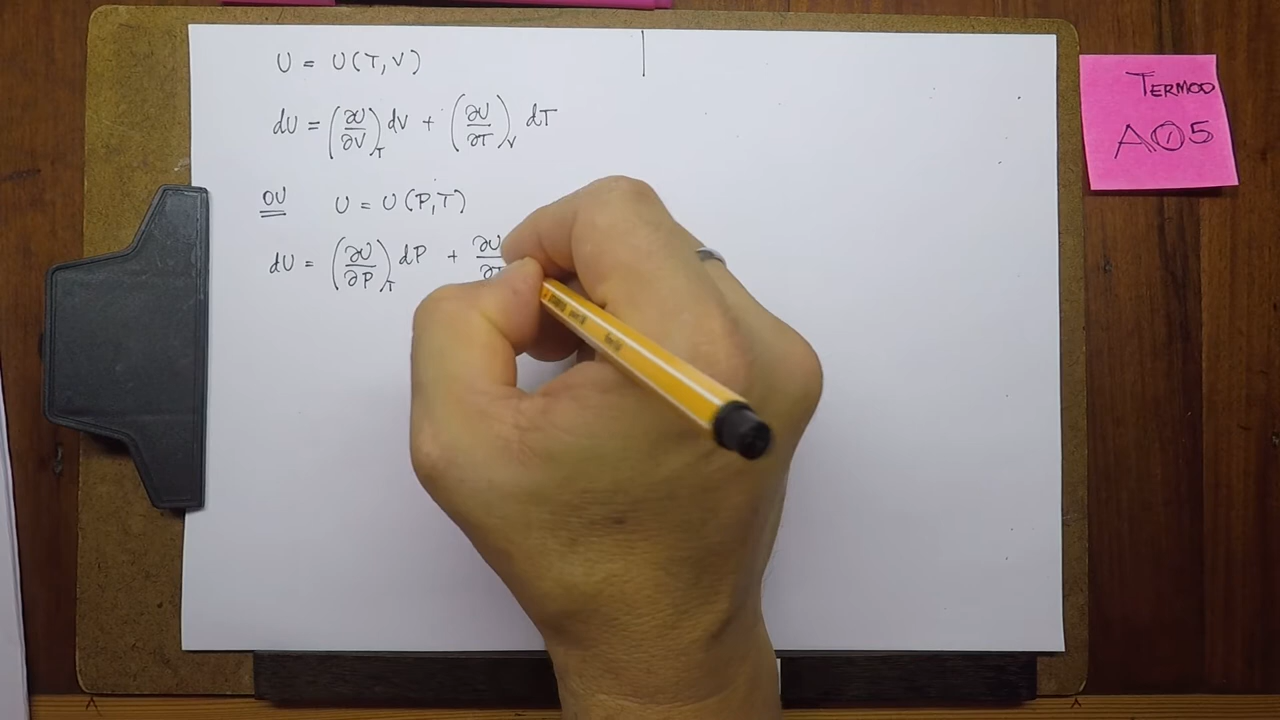 U = U(T,V)
dU = (∂U/∂V)_T dV + (∂U/∂T)_V dT
OU U = U(P,T)
dU = (∂U/∂P)_T dP + ∂U/∂T
TERMOD
A05